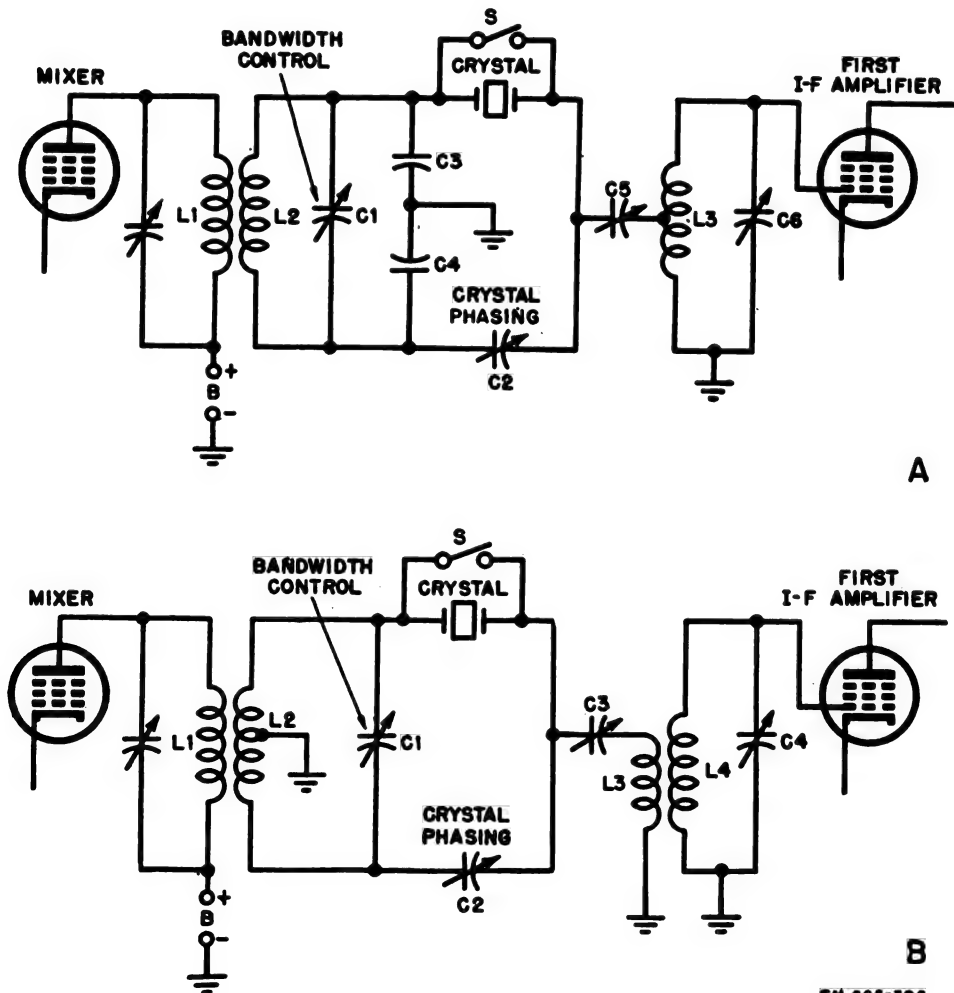 S
BANDWIDTH
CONTROL
CRYSTAL
MIXER
FIRST
I-F AMPLIFIER
C3
L1
L2
C1
C5
L3
C6
C4
CRYSTAL
PHASING
C2
+
B
-
A
S
BANDWIDTH
CONTROL
CRYSTAL
MIXER
FIRST
I-F AMPLIFIER
L2
C3
L1
C1
L3
L4
C4
CRYSTAL
PHASING
C2
+
B
-
B